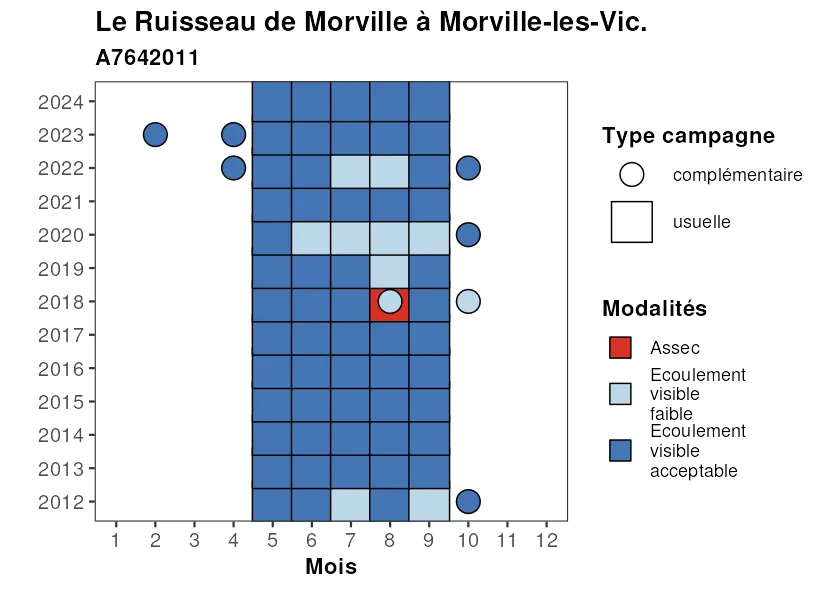 Le Ruisseau de Morville à Morville-les-Vic.
A7642011
2024
2023
2022
2021
2020
2019
2018
2017
2016
2015
2014
2013
2012
1 2 3 4 5 6 7 8 9 10 11 12
Mois
Type campagne
complémentaire
usuelle
Modalités
Assec
Ecoulement
visible
faible
Ecoulement
visible
acceptable